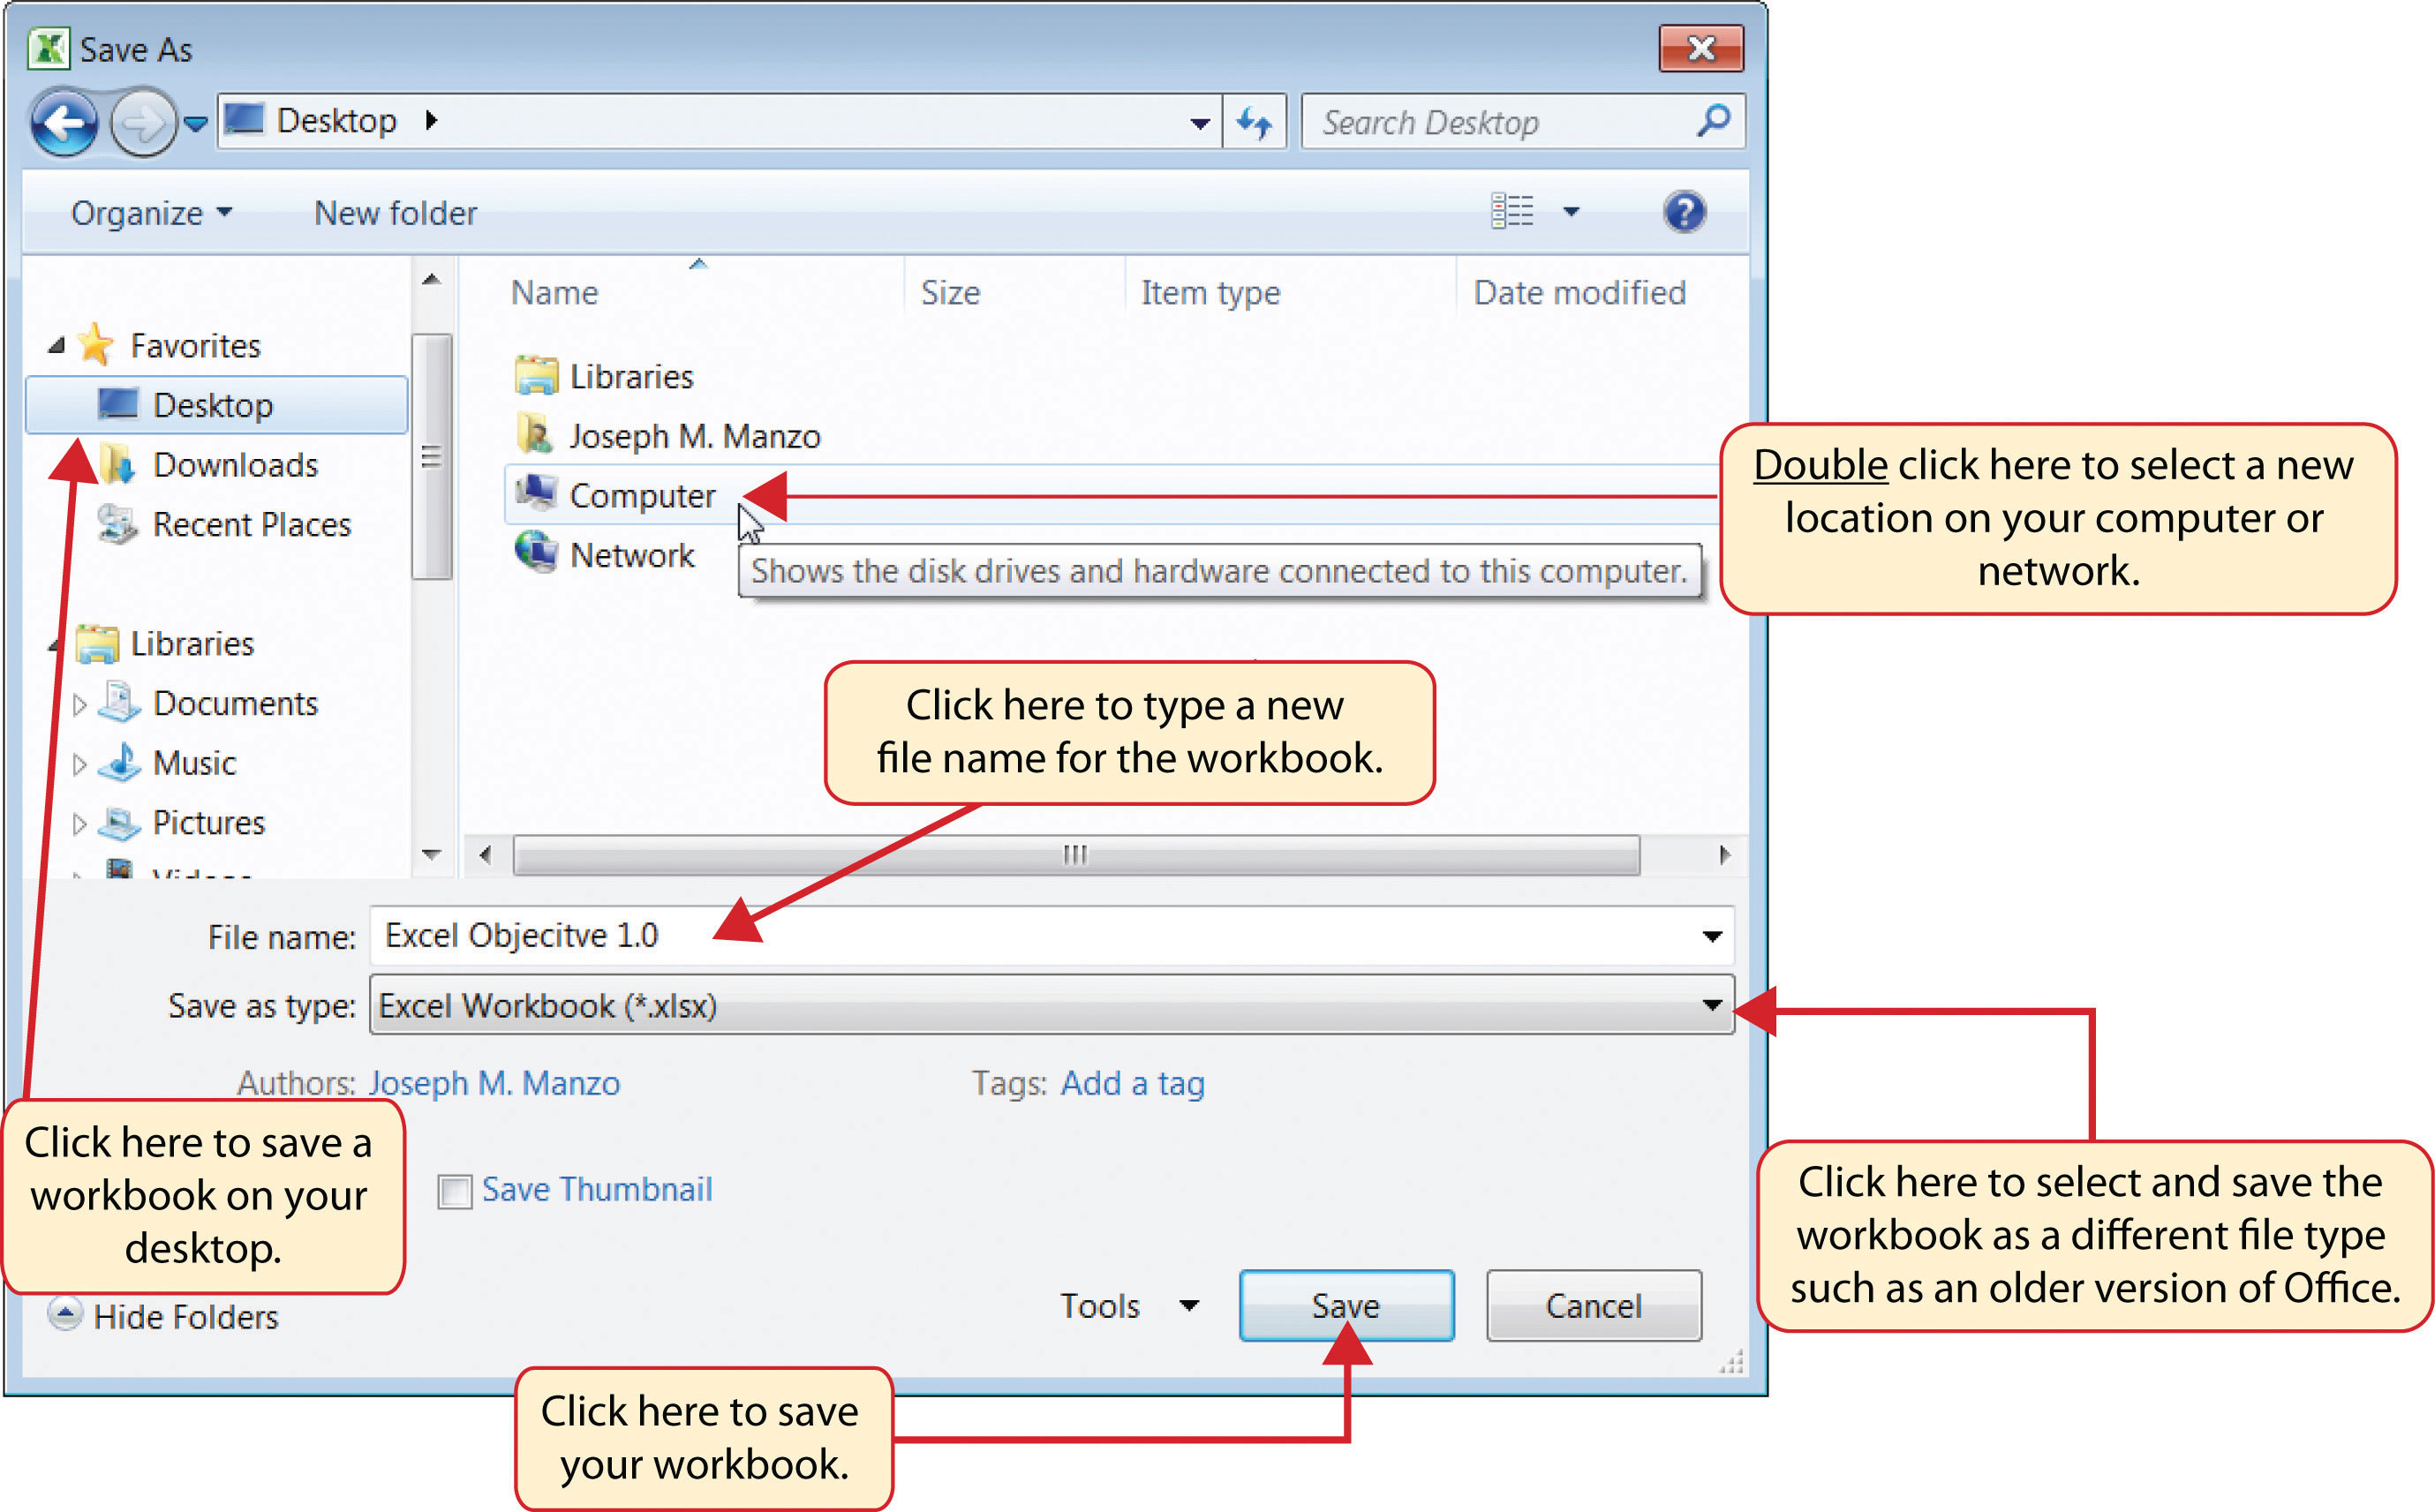 Save As
Desktop
Search Desktop
Organize
New folder
Name
Size
Item type
Date modified
Favorites
Desktop
Downloads
Recent Places
Libraries
Documents
Music
Pictures
Videos
Libraries
Joseph M. Manzo
Computer
Network
Shows the disk drives and hardware connected to this computer.
Double click here to select a new
location on your computer or
network.
Click here to type a new
file name for the workbook.
File name: Excel Objecitve 1.0
Save as type: Excel Workbook (*.xlsx)
Authors: Joseph M. Manzo
Tags: Add a tag
Click here to save a
workbook on your
desktop.
Save Thumbnail
Click here to select and save the
workbook as a different file type
such as an older version of Office.
Hide Folders
Tools
Save
Cancel
Click here to save
your workbook.